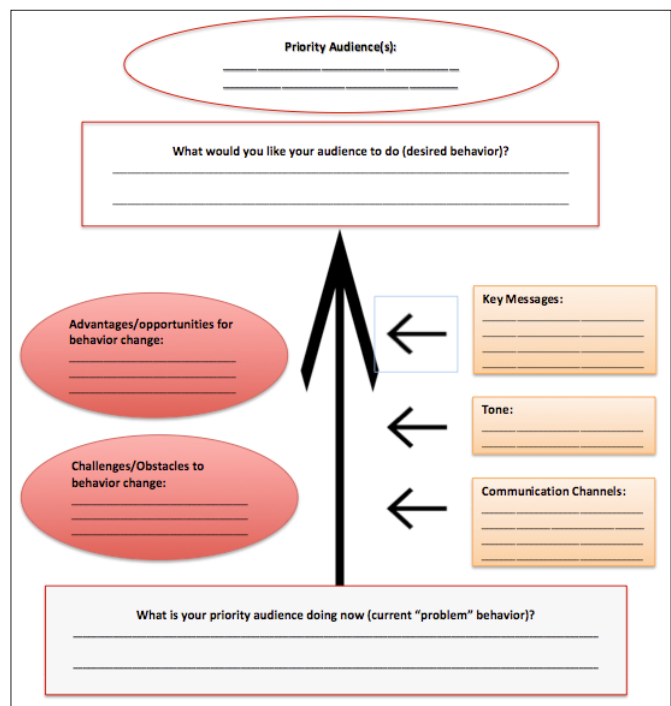 Priority Audience(s):
What would you like your audience to do (desired behavior)?
Advantages/opportunities for
behavior change:
Key Messages:
Tone:
Challenges/Obstacles to
behavior change:
Communication Channels:
What is your priority audience doing now (current “problem” behavior)?